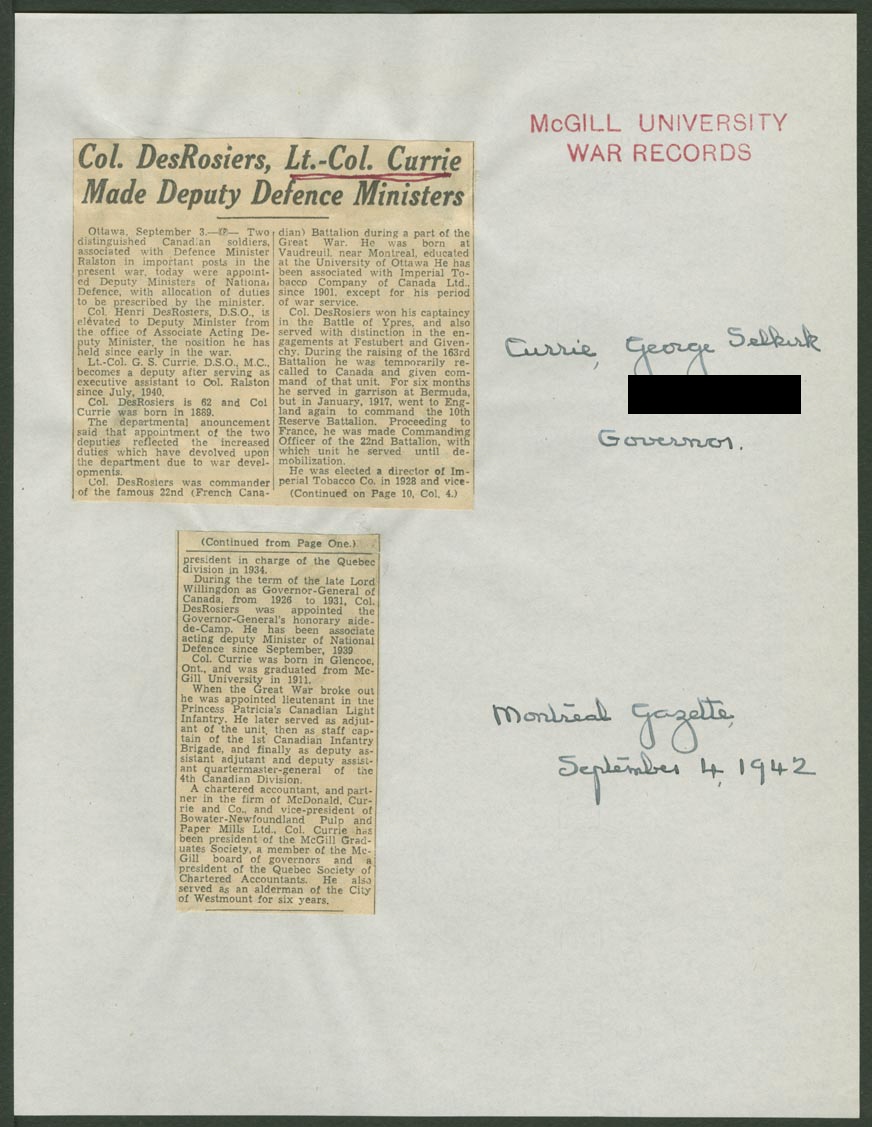 McGILL UNIVERSITY
WAR RECORDS
Col. DesRosiers, Lt.-Col. Currie
Made Deputy Defence Ministers
Ottawa, September 3.—CP— Two
distinguished Canadian soldiers,
associated with Defence Minister
Ralston in important posts in the
present war, today were appoint-
ed Deputy Ministers of National
Defence, with allocation of duties
to be prescribed by the minister.
Col. Henri DesRosiers, D.S.O., is
elevated to Deputy Minister from
the office of Associate Acting De-
puty Minister, the position he has
held since early in the war.
Lt.-Col. G. S. Currie, D.S.O., M.C.,
becomes a deputy after serving as
executive assistant to Col. Ralston
since July, 1940.
Col. DesRosiers is 62 and Col
Currie was born in 1889.
The departmental anouncement
said that appointment of the two
deputies reflected the increased
duties which have devolved upon
the department due to war devel-
opments.
Col. DesRosiers was commander
of the famous 22nd (French Cana-
dian) Battalion during a part of the
Great War. He was born at
Vaudreuil, near Montreal, educated
at the University of Ottawa He has
been associated with Imperial To-
bacco Company of Canada Ltd.,
since 1901, except for his period
of war service.
Col. DesRosiers won his captaincy
in the Battle of Ypres, and also
served with distinction in the en-
gagements at Festubert and Given-
chy. During the raising of the 163rd
Battalion he was temporarily re-
called to Canada and given com-
mand of that unit. For six months
he served in garrison at Bermuda,
but in January, 1917, went to Eng-
land again to command the 10th
Reserve Battalion. Proceeding to
France, he was made Commanding
Officer of the 22nd Battalion, with
which unit he served until de-
mobilization.
He was elected a director of Im-
perial Tobacco Co. in 1928 and vice-
(Continued on Page 10, Col. 4.)
Currie, George Selkirk
Governor.
(Continued from Page One.)
president in charge of the Quebec
division in 1934.
During the term of the late Lord
Willingdon as Governor-General of
Canada, from 1926 to 1931, Col.
DesRosiers was appointed the
Governor-General's honorary aide-
de-Camp. He has been associate
acting deputy Minister of National
Defence since September, 1939
Col. Currie was born in Glencoe,
Ont., and was graduated from Mc-
Gill University in 1911.
When the Great War broke out
he was appointed lieutenant in the
Princess Patricia's Canadian Light
Infantry. He later served as adjut-
ant of the unit, then as staff cap-
tain of the 1st Canadian Infantry
Brigade, and finally as deputy as-
sistant adjutant and deputy assist-
ant quartermaster-general of the
4th Canadian Division.
A chartered accountant, and part-
ner in the firm of McDonald, Cur-
rie and Co., and vice-president of
Bowater-Newfoundland Pulp and
Paper Mills Ltd., Col. Currie has
been president of the McGill Grad-
uates Society, a member of the Mc-
Gill board of governors and a
president of the Quebec Society of
Chartered Accountants. He also
served as an alderman of the City
of Westmount for six years.
Montreal Gazette,
September 4, 1942